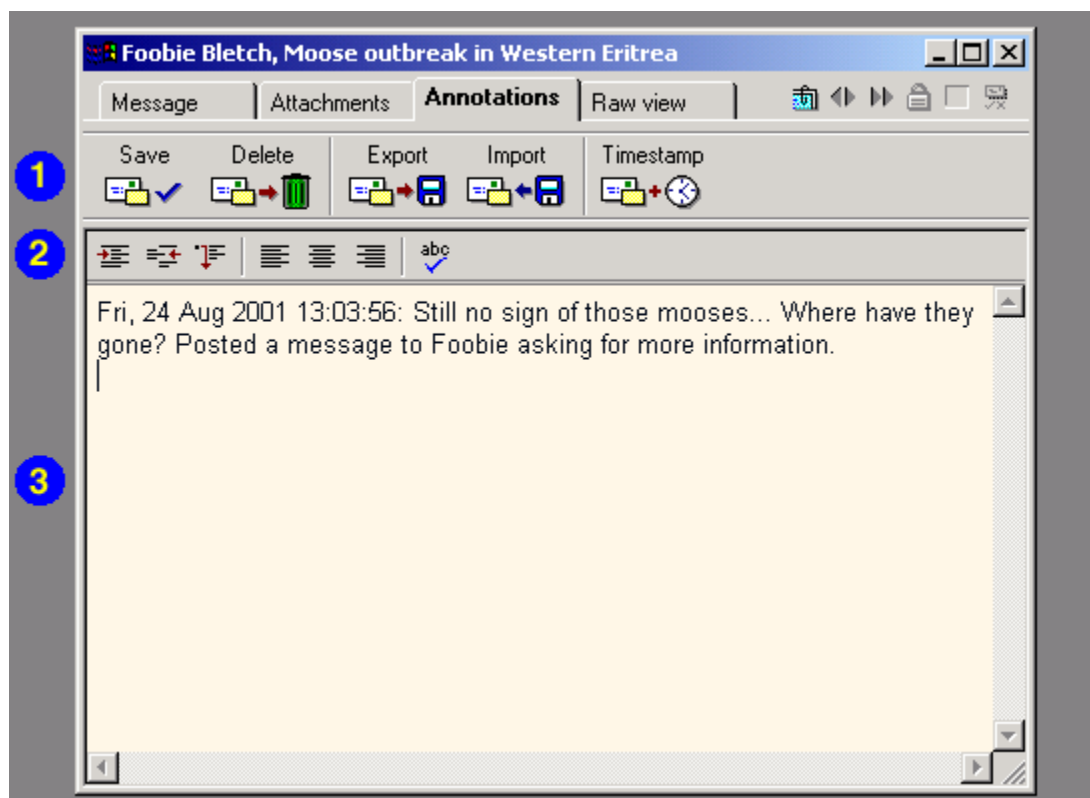 Foobie Bletch, Moose outbreak in Western Eritrea
Message Attachments Annotations Raw view
1
Save Delete Export Import Timestamp
2
abc
Fri, 24 Aug 2001 13:03:56: Still no sign of those mooses... Where have they
gone? Posted a message to Foobie asking for more information.
3